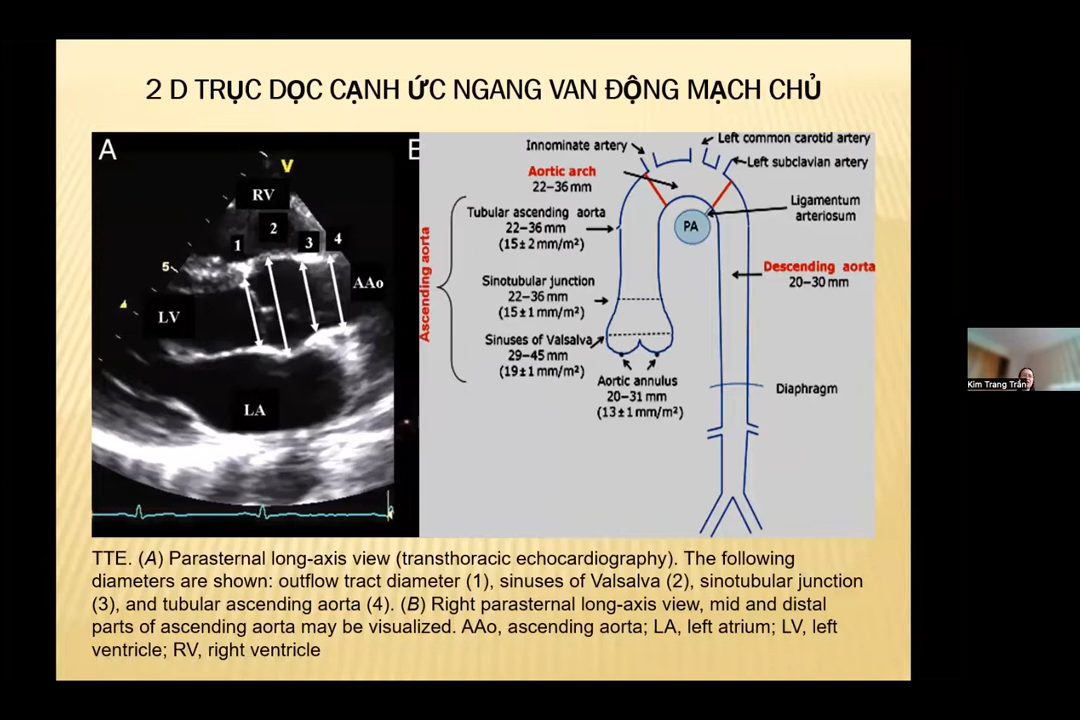 2 D TRỤC DỌC CẠNH ỨC NGANG VAN ĐỘNG MẠCH CHỦ
A
V
RV
2
1
3
4
5
AAo
LV
LA
Innominate artery
Left common carotid artery
Left subclavian artery
Aortic arch
22–36 mm
Ligamentum
arteriosum
PA
Ascending aorta
Tubular ascending aorta
22–36 mm
(15±2 mm/m²)
Descending aorta
20–30 mm
Sinotubular junction
22–36 mm
(15±1 mm/m²)
Sinuses of Valsalva
29–45 mm
(19±1 mm/m²)
Aortic annulus
20–31 mm
(13±1 mm/m²)
Diaphragm
TTE. (A) Parasternal long-axis view (transthoracic echocardiography). The following
diameters are shown: outflow tract diameter (1), sinuses of Valsalva (2), sinotubular junction
(3), and tubular ascending aorta (4). (B) Right parasternal long-axis view, mid and distal
parts of ascending aorta may be visualized. AAo, ascending aorta; LA, left atrium; LV, left
ventricle; RV, right ventricle
Kim Trang Trần